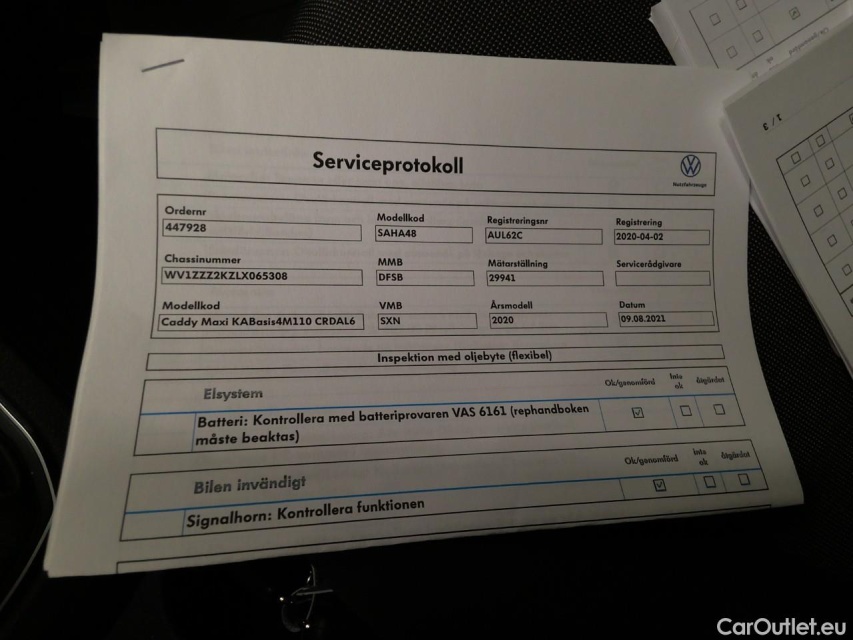 Serviceprotokoll
Nutzfahrzeuge
Ordernr
447928
Modellkod
SAHA48
Registreringsnr
AUL62C
Registrering
2020-04-02
Chassinummer
WV1ZZZ2KZLX065308
MMB
DFSB
Mätarställning
29941
Servicerådgivare
Modellkod
Caddy Maxi KABasis4M110 CRDAL6
VMB
SXN
Årsmodell
2020
Datum
09.08.2021
Inspektion med oljebyte (flexibel)
Elsystem
Ok/genomförd Inte ok åtgärdat
Batteri: Kontrollera med batteriprovaren VAS 6161 (rephandboken
måste beaktas)
Bilen invändigt
Ok/genomförd Inte ok åtgärdat
Signalhorn: Kontrollera funktionen
1 / 3
CarOutlet.eu